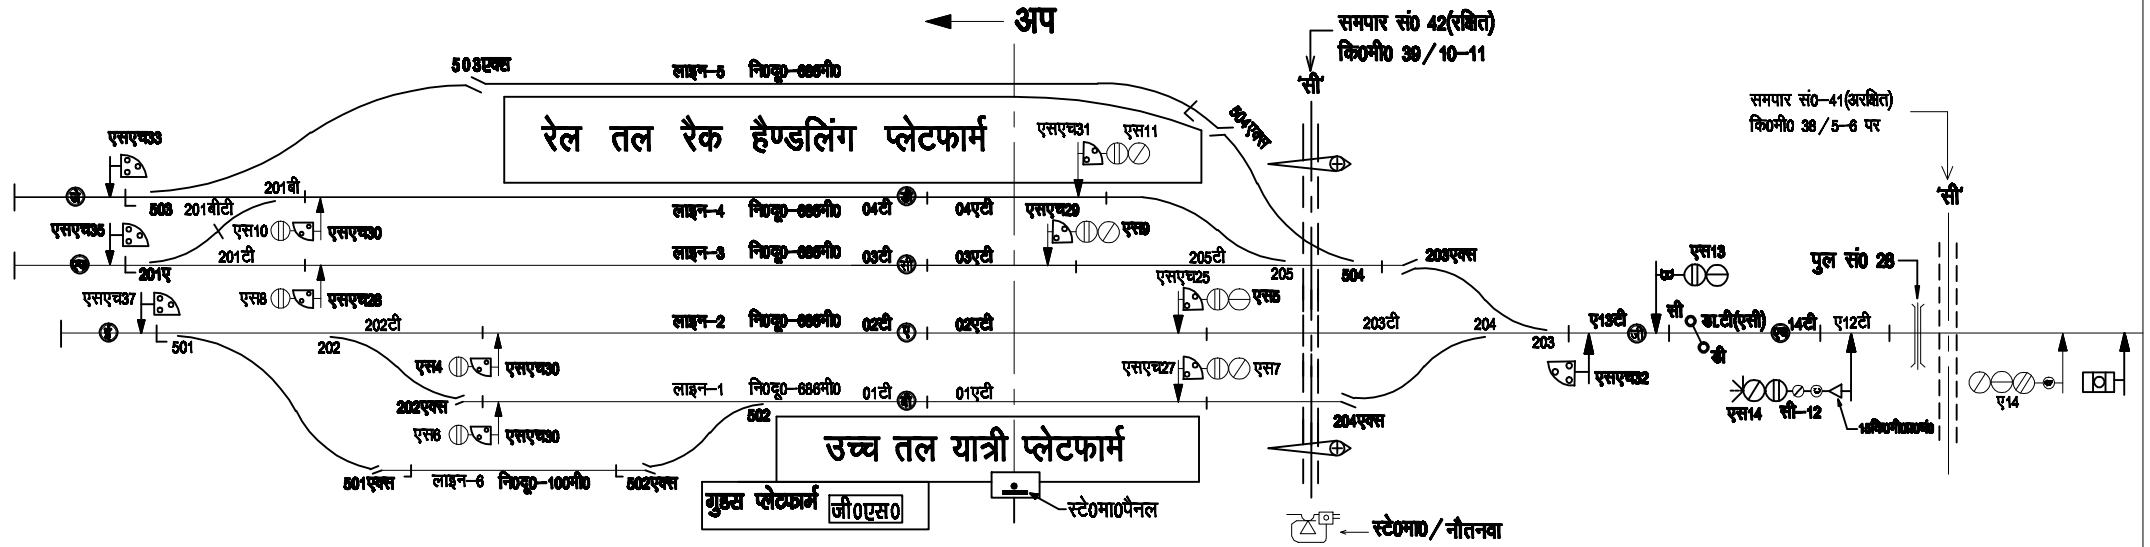 अप
समपार सं0 42(रक्षित)
कि0मी0 39/10-11
'सी'
503एक्स
लाइन-5 नि0दू0-686मी0
504एक्स
समपार सं0-41(अरक्षित)
कि0मी0 38/5-6 पर
'सी'
रेल तल रैक हैण्डलिंग प्लेटफार्म
एसएच31 एस11
एसएच33
503
201बी
201बीटी
लाइन-4 नि0दू0-686मी0
04टी
04एटी
एसएच29
एस9
एसएच35
एस10
एसएच30
201ए
201टी
लाइन-3 नि0दू0-686मी0
03टी
सी
03एटी
205टी
205
504
203एक्स
एस13
पुल सं0 28
एसएच37
एस8
एसएच28
एसएच25
एस5
501
202टी
202
लाइन-2 नि0दू0-686मी0
02टी
ए
02एटी
203टी
204
203
ए13टी
जी
सी
डी
डा.टी(एसी)
14टी
ए12टी
एस4
एसएच30
एसएच27
एस7
एसएच32
202एक्स
लाइन-1 नि0दू0-686मी0
01टी
बी
01एटी
204एक्स
एस14
सी-12
ए14
एस6
एसएच30
502
उच्च तल यात्री प्लेटफार्म
501एक्स
लाइन-6 नि0दू0-100मी0
502एक्स
गुडस प्लेटफार्म
जी0एस0
स्टे0मा0पैनल
स्टे0मा0/नौतनवा